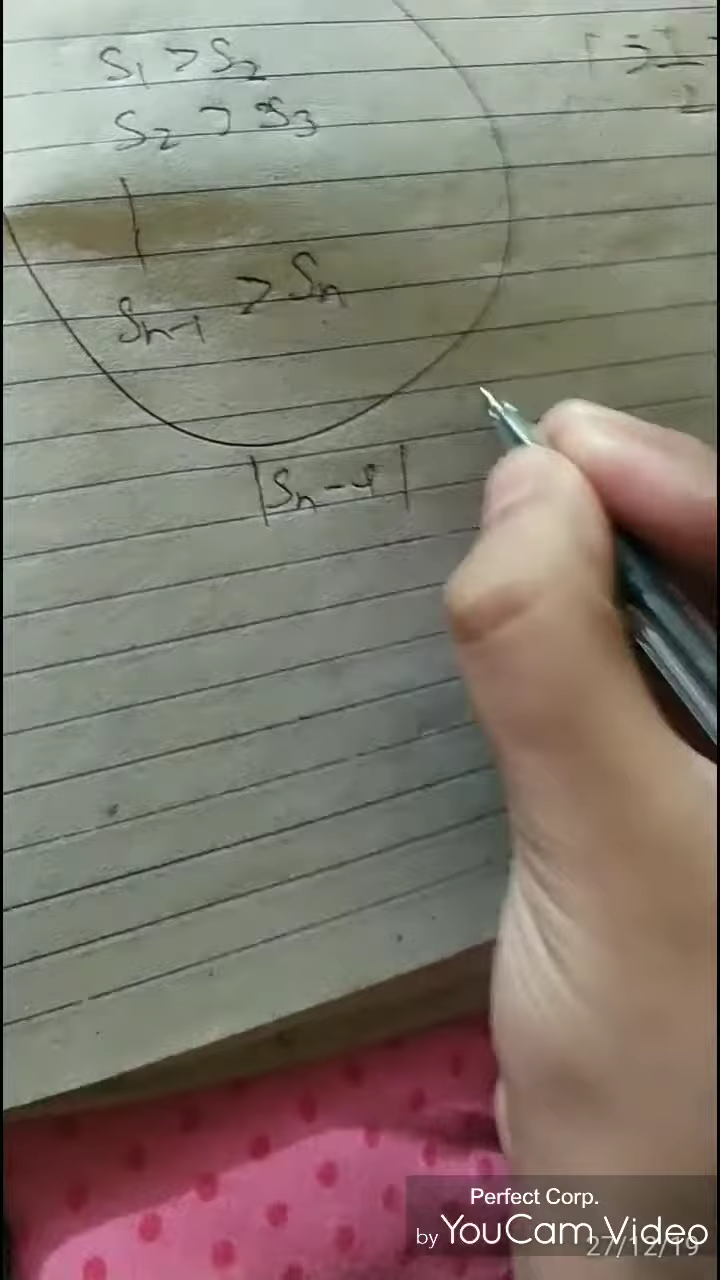 S₁ > S₂
S₂ > S₃
|
Sₙ₋₁ > Sₙ
|Sₙ - φ|
Perfect Corp.
by YouCam Video
27/12/19